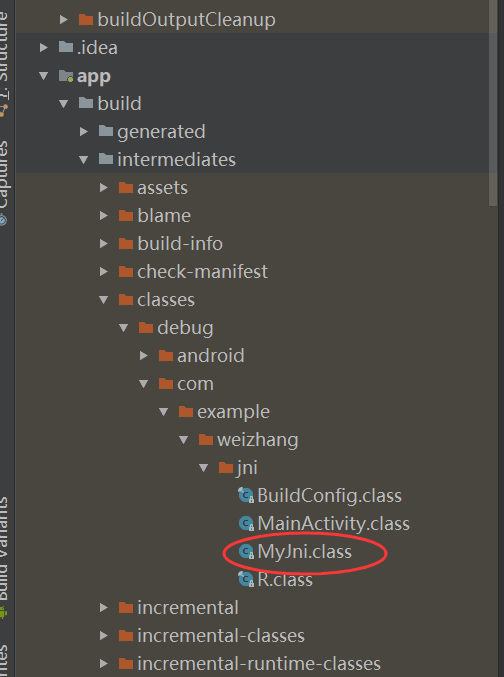 buildOutputCleanup
.idea
app
build
generated
intermediates
assets
blame
build-info
check-manifest
classes
debug
android
com
example
weizhang
jni
BuildConfig.class
MainActivity.class
MyJni.class
R.class
incremental
incremental-classes
incremental-runtime-classes
1: Structure
Captures
Build Variants